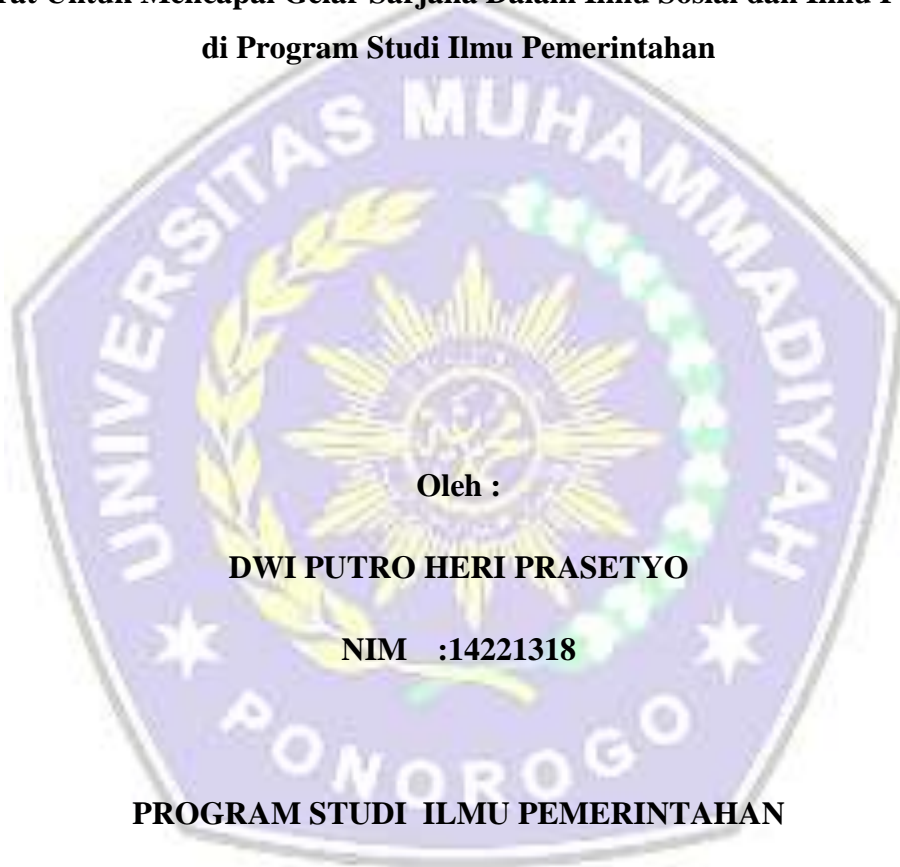 Untuk Mencapai Gelar Sarjana Dalam Ilmu Sosial dan Ilmu
di Program Studi Ilmu Pemerintahan
UNIVERSITAS MUHAMMADIYAH
Oleh :
DWI PUTRO HERI PRASETYO
NIM :14221318
PONOROGO
PROGRAM STUDI ILMU PEMERINTAHAN